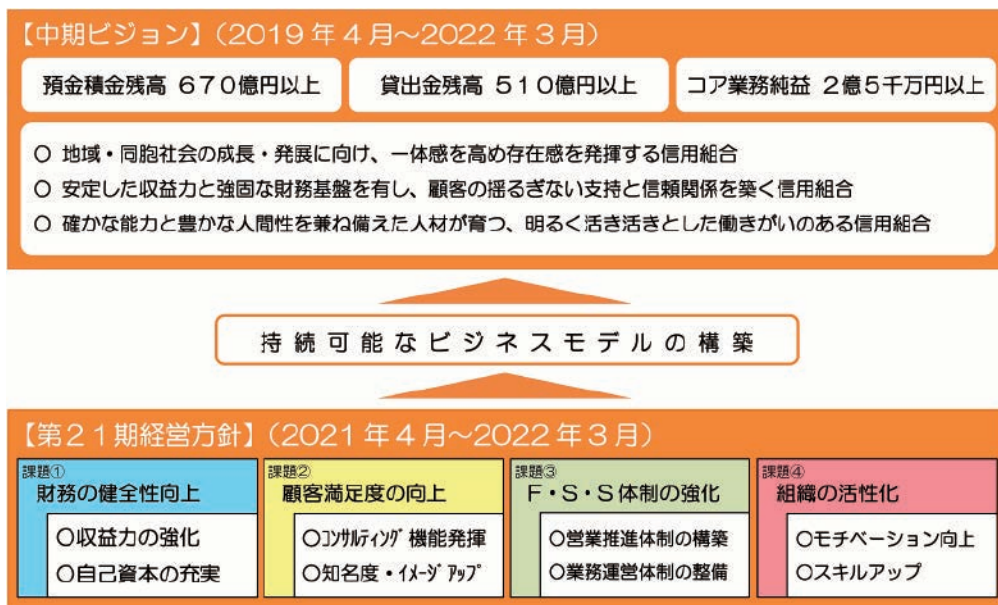 【中期ビジョン】(2019年4月～2022年3月)
預金積金残高 670億円以上
貸出金残高 510億円以上
コア業務純益 2億5千万円以上
○ 地域・同胞社会の成長・発展に向け、一体感を高め存在感を発揮する信用組合
○ 安定した収益力と強固な財務基盤を有し、顧客の揺るぎない支持と信頼関係を築く信用組合
○ 確かな能力と豊かな人間性を兼ね備えた人材が育つ、明るく活き活きとした働きがいのある信用組合
持続可能なビジネスモデルの構築
【第21期経営方針】(2021年4月～2022年3月)
課題①
財務の健全性向上
○収益力の強化
○自己資本の充実
課題②
顧客満足度の向上
○ｺﾝｻﾙﾃｨﾝｸﾞ機能発揮
○知名度・ｲﾒｰｼﾞｱｯﾌﾟ
課題③
F・S・S体制の強化
○営業推進体制の構築
○業務運営体制の整備
課題④
組織の活性化
○モチベーション向上
○スキルアップ